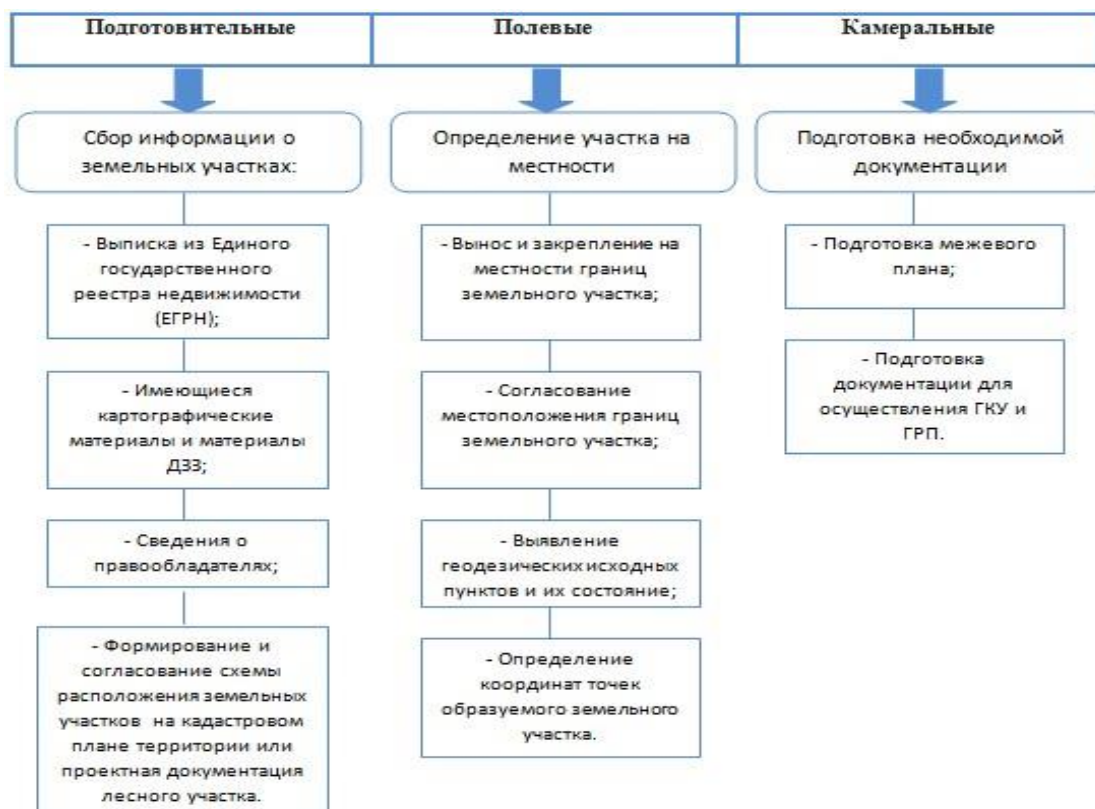 Подготовительные
Полевые
Камеральные
Сбор информации о
земельных участках:
- Выписка из Единого
государственного
реестра недвижимости
(ЕГРН);
- Имеющиеся
картографические
материалы и материалы
ДЗЗ;
- Сведения о
правообладателях;
- Формирование и
согласование схемы
расположения земельных
участков на кадастровом
плане территории или
проектная документация
лесного участка.
Определение участка на
местности
- Вынос и закрепление на
местности границ
земельного участка;
- Согласование
местоположения границ
земельного участка;
- Выявление
геодезических исходных
пунктов и их состояние;
- Определение
координат точек
образуемого земельного
участка.
Подготовка необходимой
документации
- Подготовка межевого
плана;
- Подготовка
документации для
осуществления ГКУ и
ГРП.